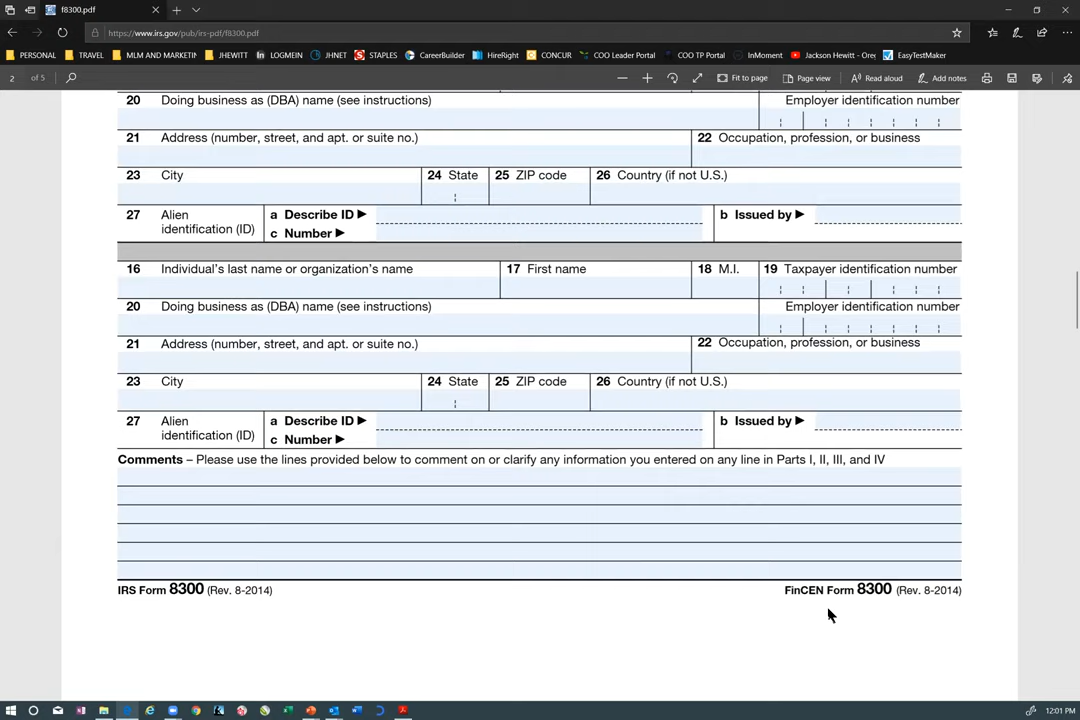 f8300.pdf
https://www.irs.gov/pub/irs-pdf/f8300.pdf
PERSONAL TRAVEL MLM AND MARKETIN JHEWITT LOGMEIN JHNET STAPLES CareerBuilder HireRight CONCUR COO Leader Portal COO TP Portal InMoment Jackson Hewitt - Ore EasyTestMaker
2 of 5 Fit to page Page view Read aloud Add notes
20 Doing business as (DBA) name (see instructions) Employer identification number
21 Address (number, street, and apt. or suite no.) 22 Occupation, profession, or business
23 City 24 State 25 ZIP code 26 Country (if not U.S.)
27 Alien identification (ID) a Describe ID ▶ b Issued by ▶
c Number ▶
16 Individual's last name or organization's name 17 First name 18 M.I. 19 Taxpayer identification number
20 Doing business as (DBA) name (see instructions) Employer identification number
21 Address (number, street, and apt. or suite no.) 22 Occupation, profession, or business
23 City 24 State 25 ZIP code 26 Country (if not U.S.)
27 Alien identification (ID) a Describe ID ▶ b Issued by ▶
c Number ▶
Comments – Please use the lines provided below to comment on or clarify any information you entered on any line in Parts I, II, III, and IV
IRS Form 8300 (Rev. 8-2014) FinCEN Form 8300 (Rev. 8-2014)
12:01 PM